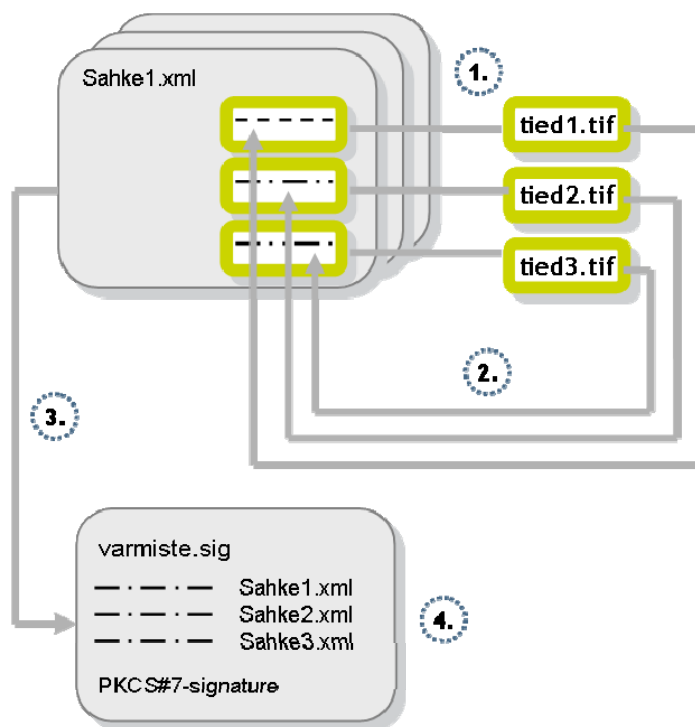 1.
Sahke1.xml
tied1.tif
tied2.tif
tied3.tif
2.
3.
varmiste.sig
Sahke1.xml
Sahke2.xml
Sahke3.xml
4.
PKCS#7-signature